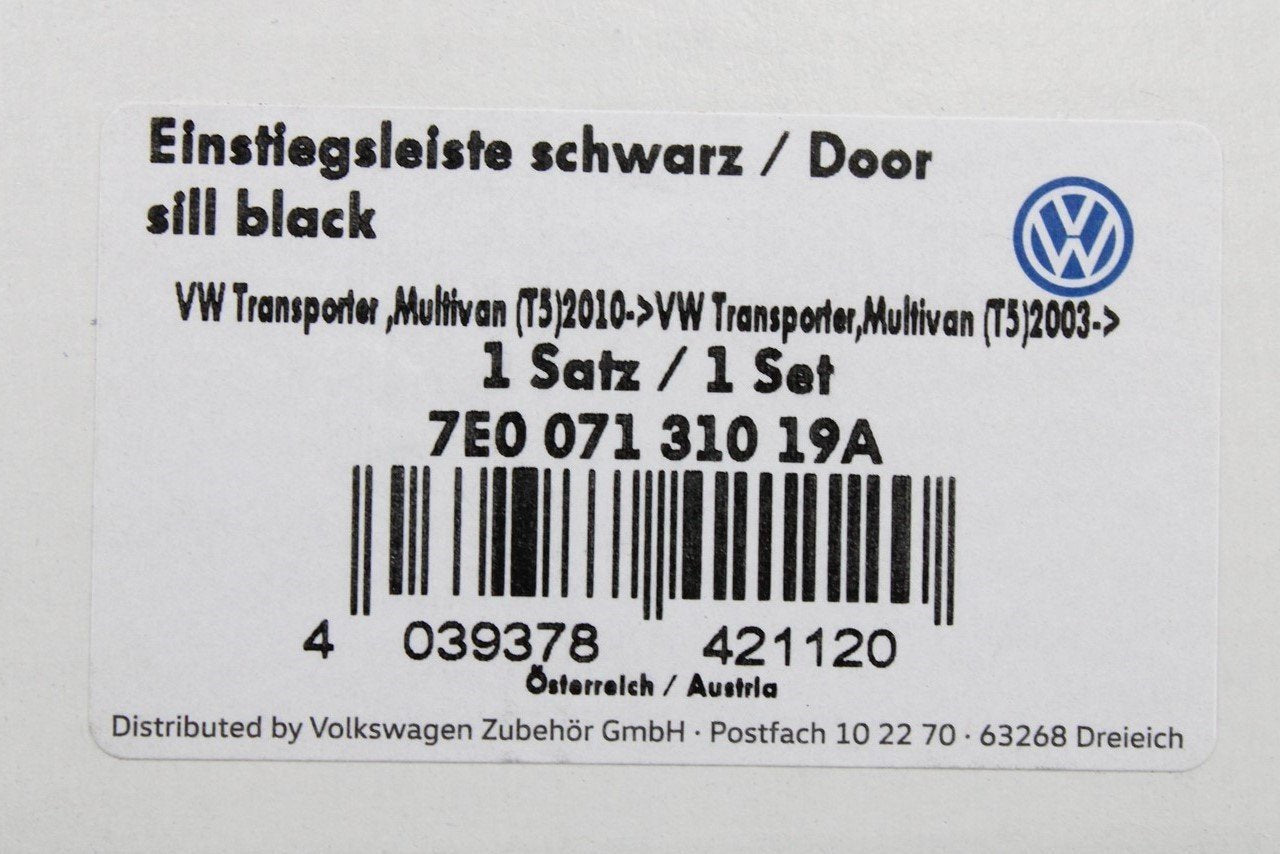 Einstiegsleiste schwarz / Door
sill black
VW
VW Transporter ,Multivan (T5)2010->VW Transporter,Multivan (T5)2003->
1 Satz / 1 Set
7E0 071 310 19A
4 039378 421120
Österreich / Austria
Distributed by Volkswagen Zubehör GmbH · Postfach 10 22 70 · 63268 Dreieich